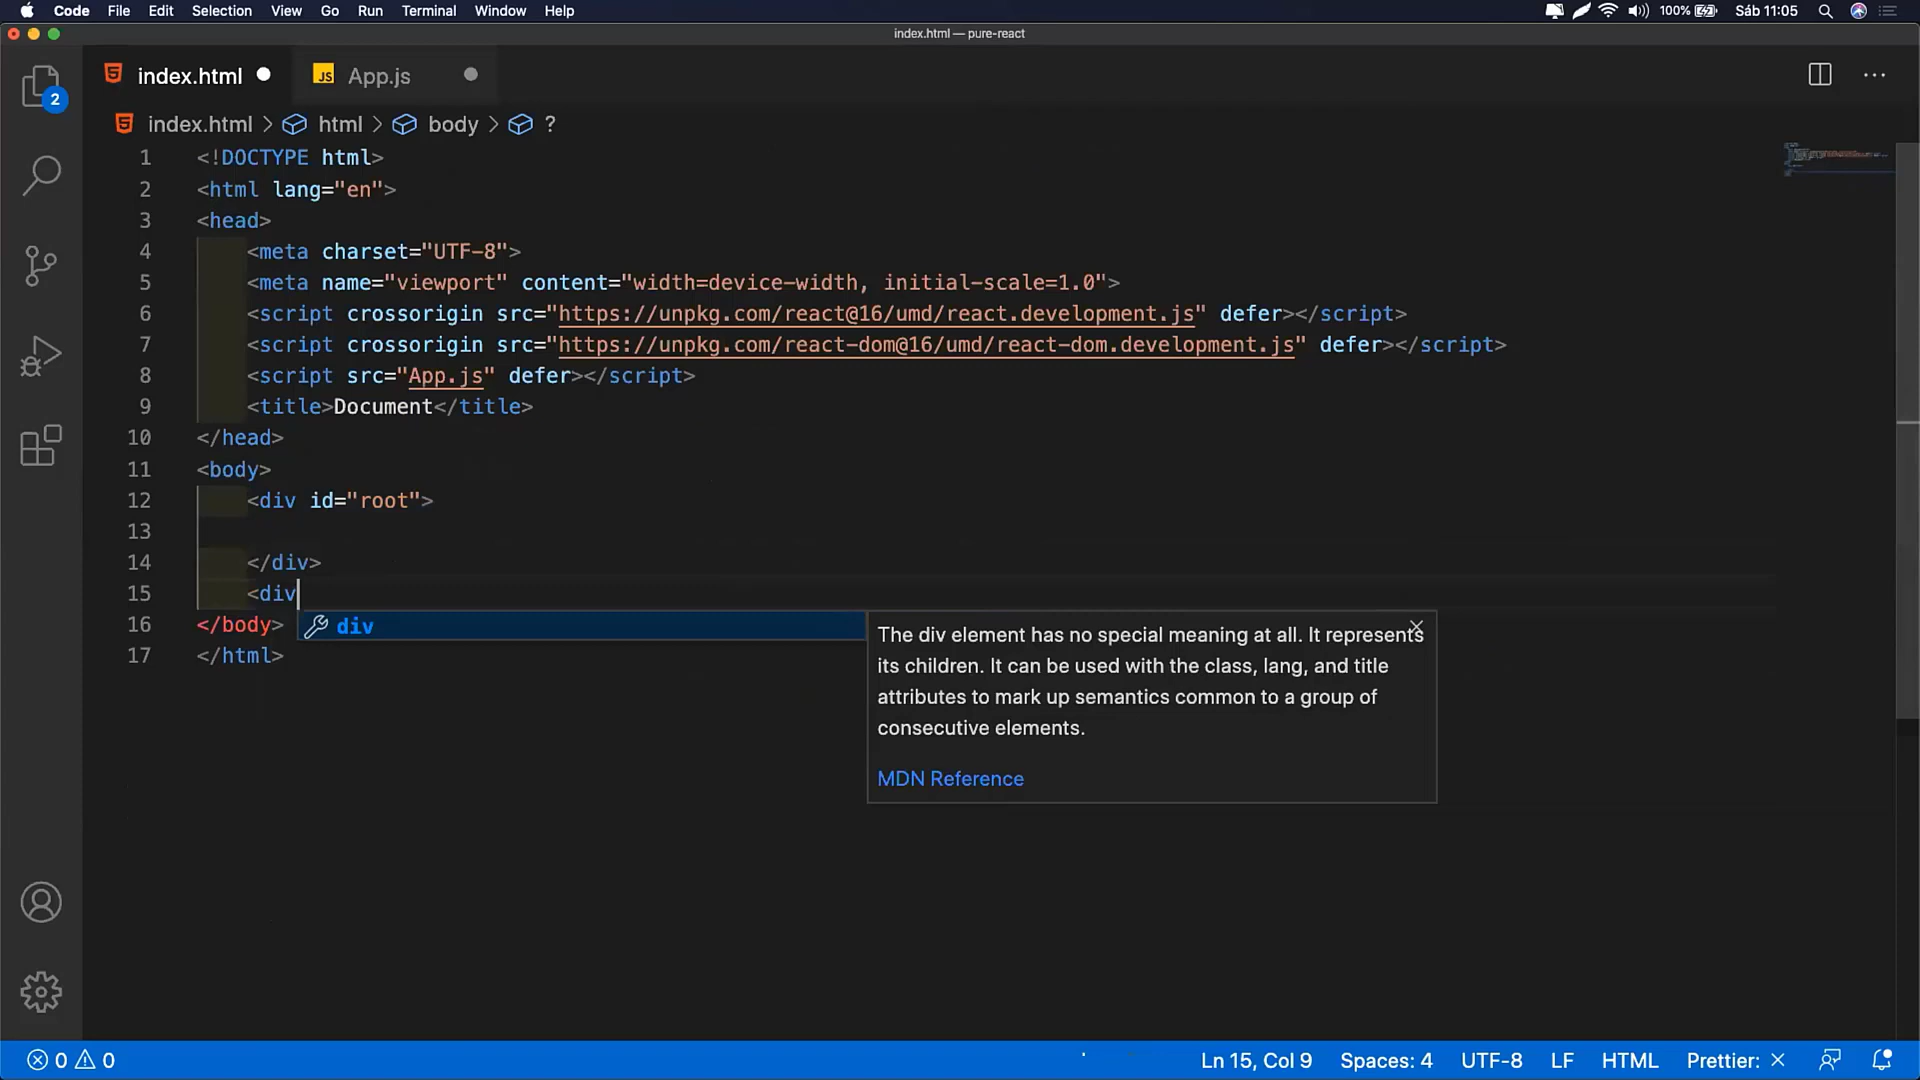 Code File Edit Selection View Go Run Terminal Window Help 100% Sáb 11:05
index.html — pure-react
index.html JS App.js
2
index.html > html > body > ?
1 <!DOCTYPE html>
2 <html lang="en">
3 <head>
4 <meta charset="UTF-8">
5 <meta name="viewport" content="width=device-width, initial-scale=1.0">
6 <script crossorigin src="https://unpkg.com/react@16/umd/react.development.js" defer></script>
7 <script crossorigin src="https://unpkg.com/react-dom@16/umd/react-dom.development.js" defer></script>
8 <script src="App.js" defer></script>
9 <title>Document</title>
10 </head>
11 <body>
12 <div id="root">
13
14 </div>
15 <div
16 </body>
17 </html>
div
The div element has no special meaning at all. It represents
its children. It can be used with the class, lang, and title
attributes to mark up semantics common to a group of
consecutive elements.
MDN Reference
0 0 Ln 15, Col 9 Spaces: 4 UTF-8 LF HTML Prettier: ×